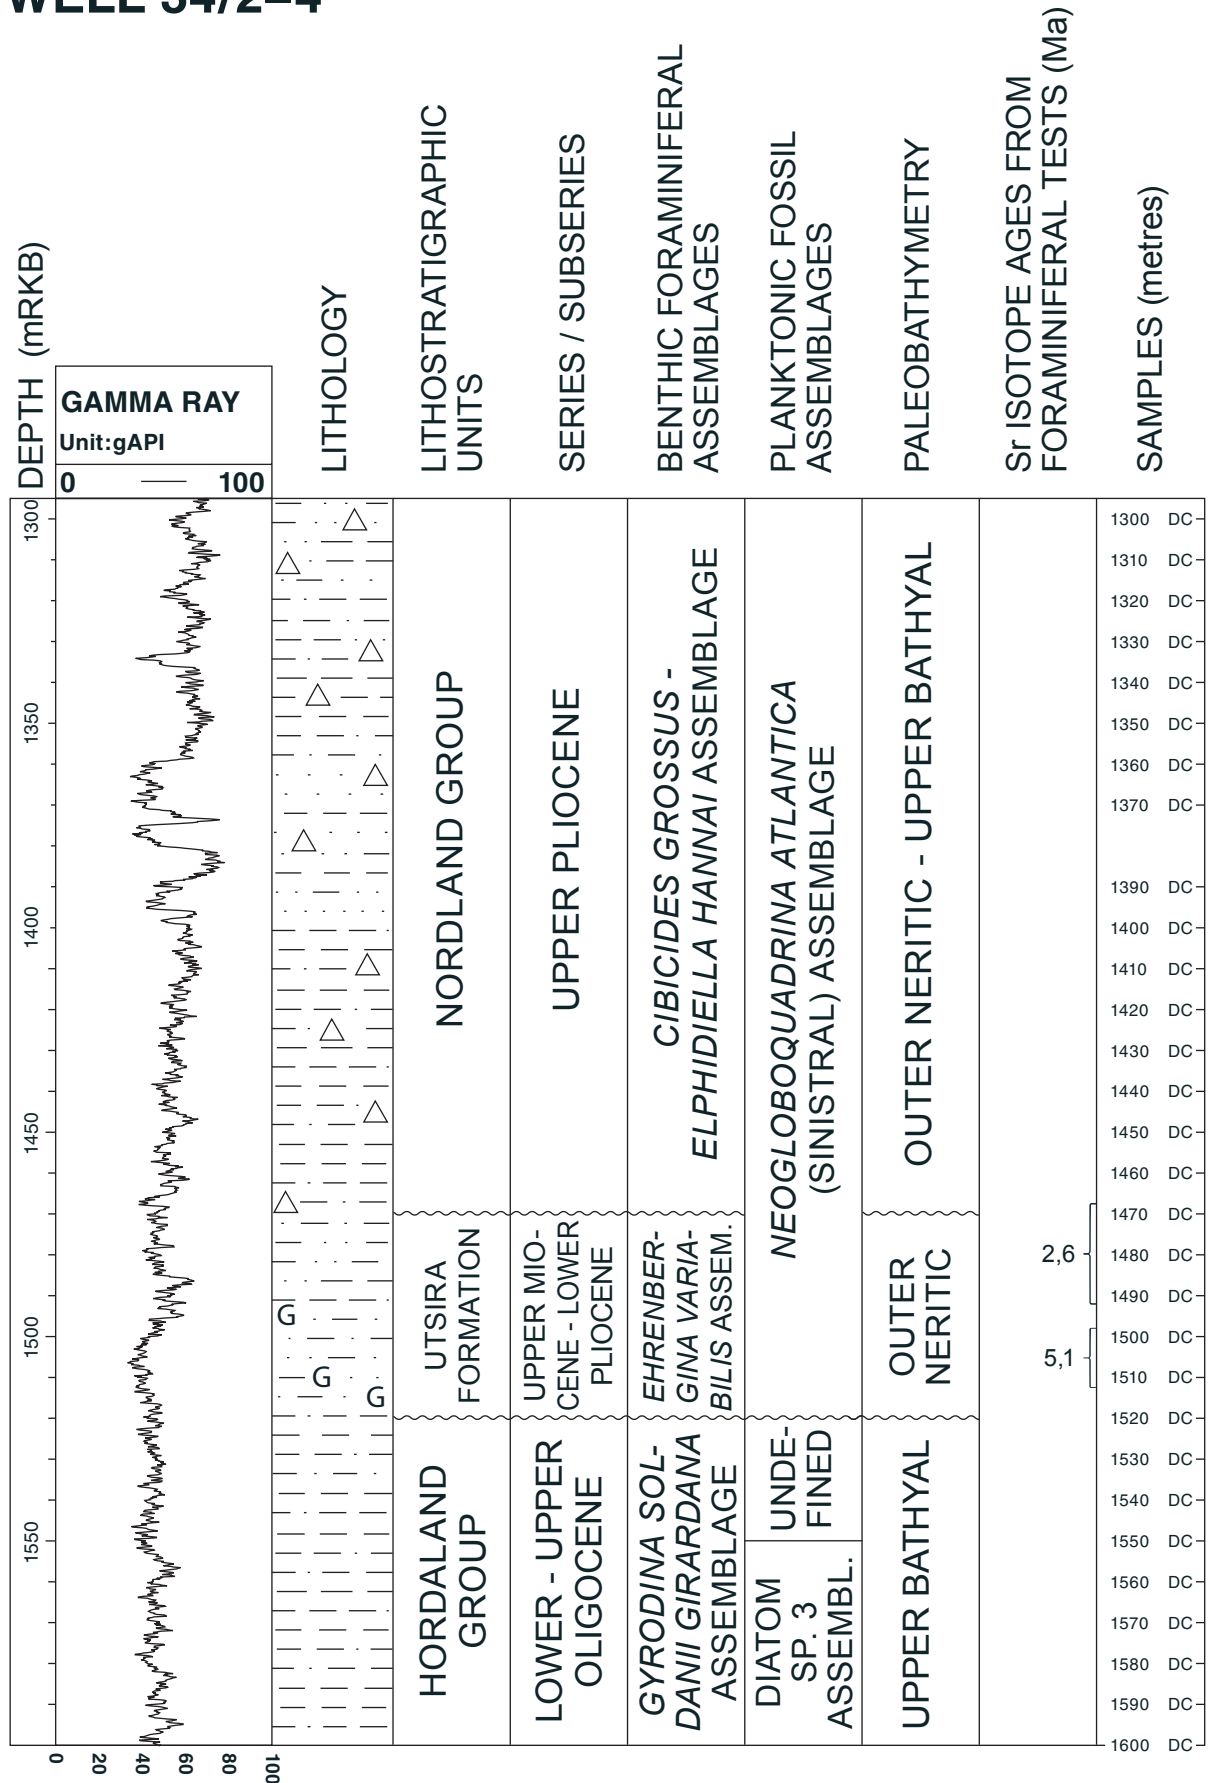 WELL 34/2–4
DEPTH (mRKB)
GAMMA RAY
Unit:gAPI
0 100
LITHOLOGY
LITHOSTRATIGRAPHIC
UNITS
SERIES / SUBSERIES
BENTHIC FORAMINIFERAL
ASSEMBLAGES
PLANKTONIC FOSSIL
ASSEMBLAGES
PALEOBATHYMETRY
Sr ISOTOPE AGES FROM
FORAMINIFERAL TESTS (Ma)
SAMPLES (metres)
1300
1350
1400
1450
1500
1550
0
20
40
60
80
100
G
G
G
NORDLAND GROUP
UTSIRA
FORMATION
HORDALAND
GROUP
UPPER PLIOCENE
UPPER MIO-
CENE - LOWER
PLIOCENE
LOWER - UPPER
OLIGOCENE
CIBICIDES GROSSUS -
ELPHIDIELLA HANNAI ASSEMBLAGE
EHRENBER-
GINA VARIA-
BILIS ASSEM.
GYRODINA SOL-
DANII GIRARDANA
ASSEMBLAGE
NEOGLOBOQUADRINA ATLANTICA
(SINISTRAL) ASSEMBLAGE
UNDE-
FINED
DIATOM
SP. 3
ASSEMBL.
OUTER NERITIC - UPPER BATHYAL
OUTER
NERITIC
UPPER BATHYAL
2,6
5,1
1300 DC
1310 DC
1320 DC
1330 DC
1340 DC
1350 DC
1360 DC
1370 DC
1390 DC
1400 DC
1410 DC
1420 DC
1430 DC
1440 DC
1450 DC
1460 DC
1470 DC
1480 DC
1490 DC
1500 DC
1510 DC
1520 DC
1530 DC
1540 DC
1550 DC
1560 DC
1570 DC
1580 DC
1590 DC
1600 DC